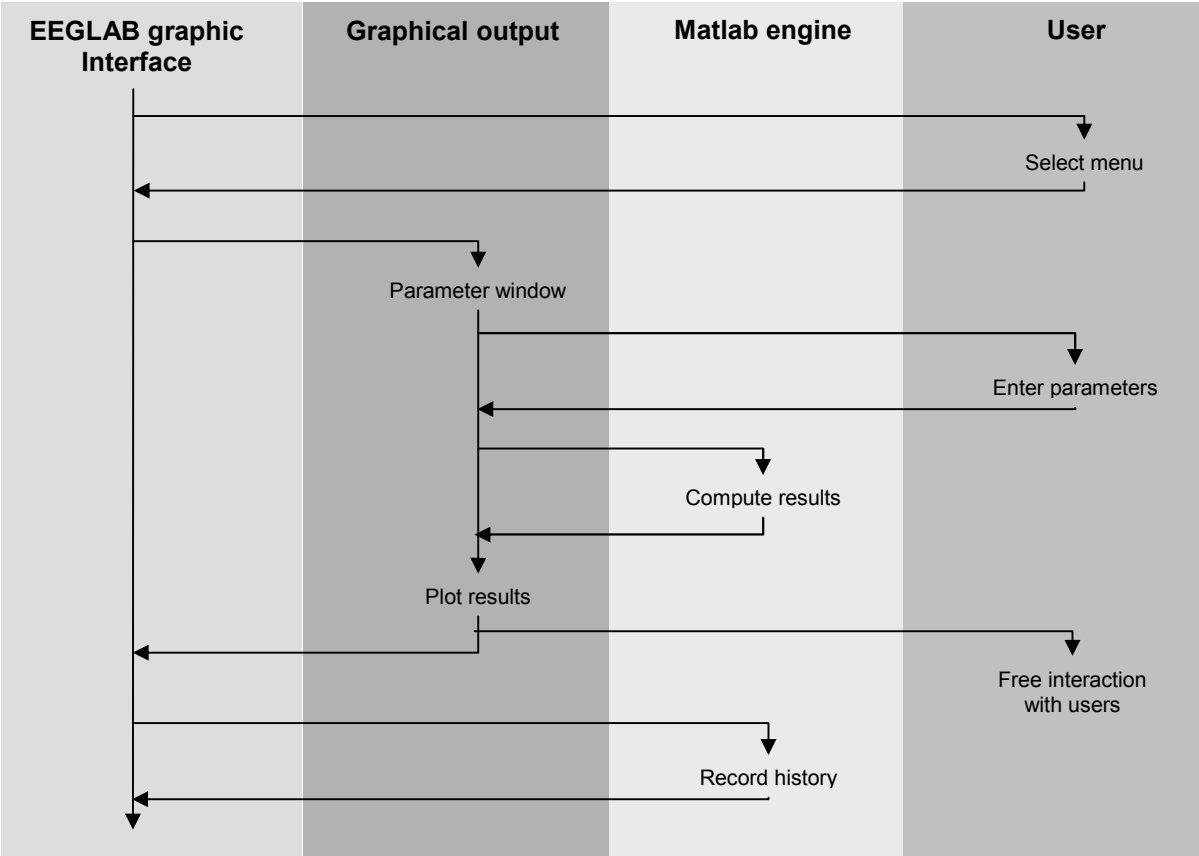 EEGLAB graphic
Interface
Graphical output
Matlab engine
User
Select menu
Parameter window
Enter parameters
Compute results
Plot results
Free interaction
with users
Record history